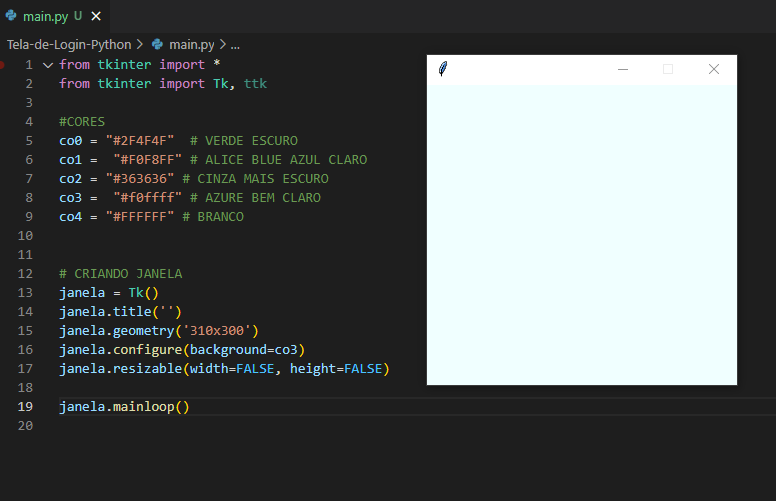 main.py U
Tela-de-Login-Python > main.py > ...
1 from tkinter import *
2 from tkinter import Tk, ttk
3
4 #CORES
5 co0 = "#2F4F4F"  # VERDE ESCURO
6 co1 =  "#F0F8FF" # ALICE BLUE AZUL CLARO
7 co2 = "#363636" # CINZA MAIS ESCURO
8 co3 =  "#f0ffff" # AZURE BEM CLARO
9 co4 = "#FFFFFF" # BRANCO
10
11
12 # CRIANDO JANELA
13 janela = Tk()
14 janela.title('')
15 janela.geometry('310x300')
16 janela.configure(background=co3)
17 janela.resizable(width=FALSE, height=FALSE)
18
19 janela.mainloop()
20